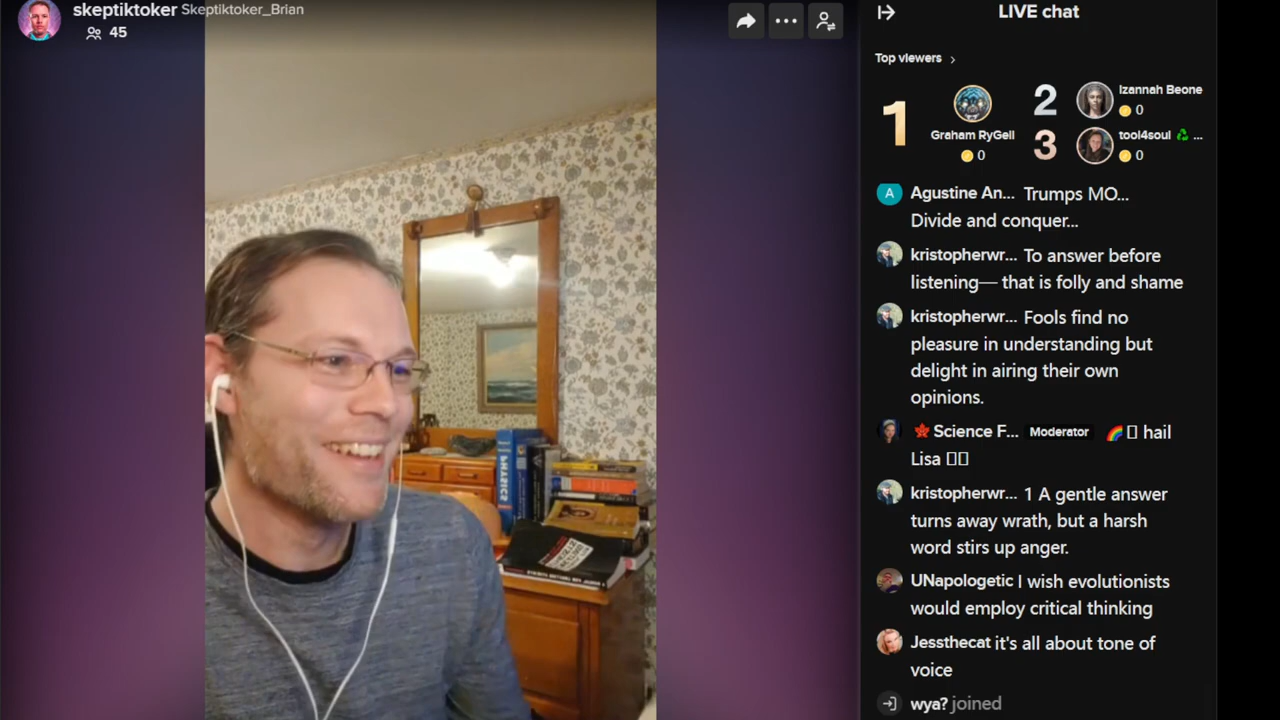 skeptiktoker Skeptiktoker_Brian
45
LIVE chat
Top viewers
1
Graham RyGell
0
2
Izannah Beone
0
3
tool4soul ...
0
A
Agustine An... Trumps MO...
Divide and conquer...
kristopherwr... To answer before
listening— that is folly and shame
kristopherwr... Fools find no
pleasure in understanding but
delight in airing their own
opinions.
Science F... Moderator hail
Lisa
kristopherwr... 1 A gentle answer
turns away wrath, but a harsh
word stirs up anger.
UNapologetic I wish evolutionists
would employ critical thinking
Jessthecat it's all about tone of
voice
wya? joined
PHYSICS